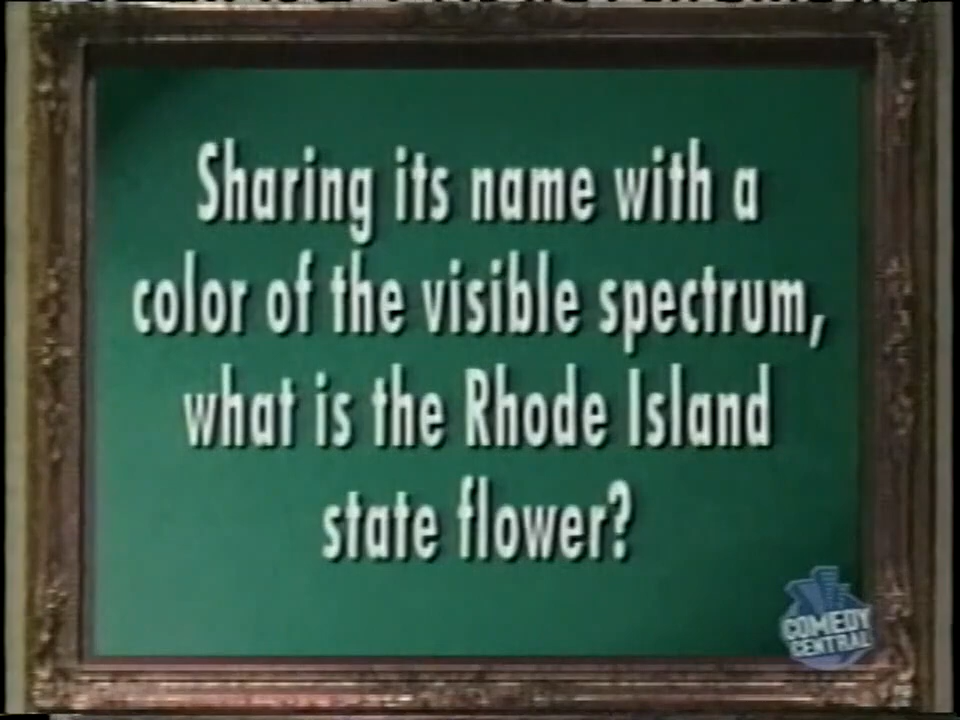 Sharing its name with a
color of the visible spectrum,
what is the Rhode Island
state flower?
COMEDY
CENTRAL